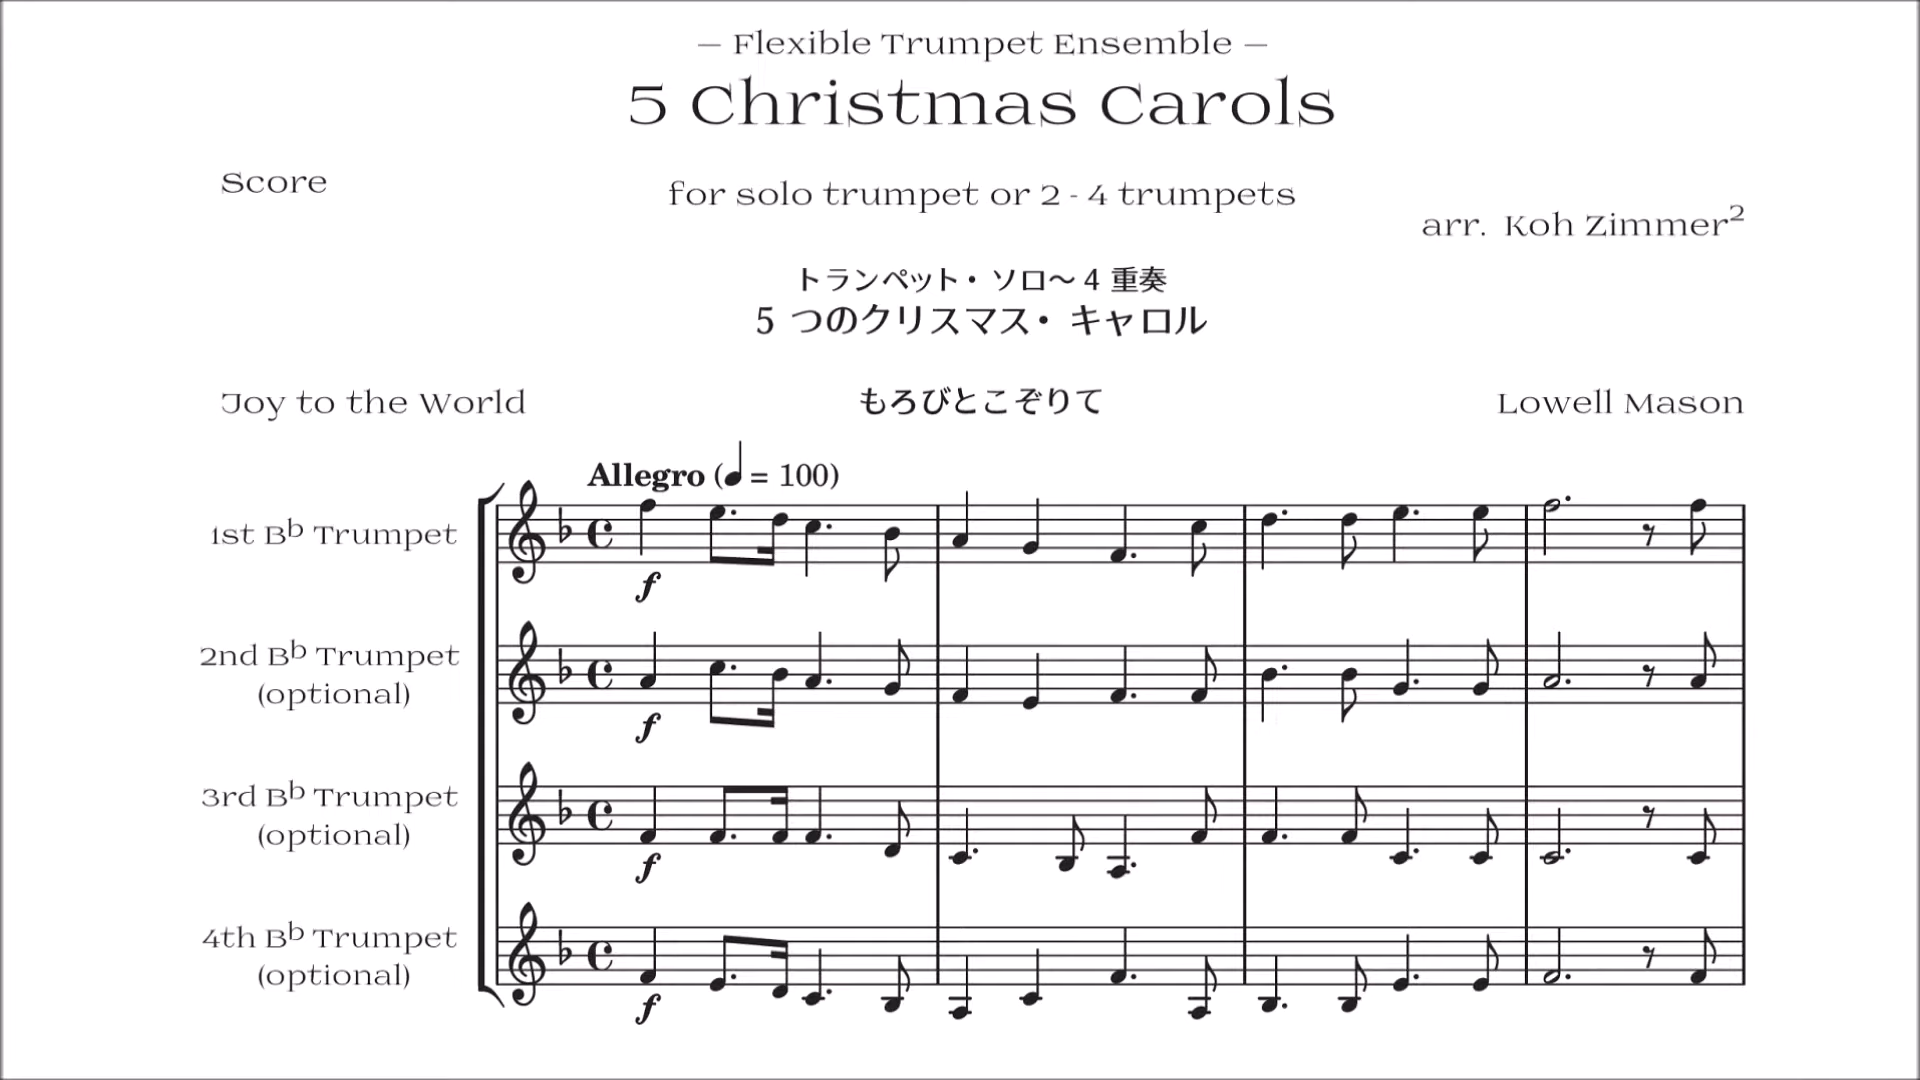 – Flexible Trumpet Ensemble –
5 Christmas Carols
Score
for solo trumpet or 2 - 4 trumpets
arr. Koh Zimmer²
トランペット・ソロ〜4 重奏
5 つのクリスマス・キャロル
Joy to the World
もろびとこぞりて
Lowell Mason
Allegro (♩ = 100)
1st B♭ Trumpet
f
2nd B♭ Trumpet
(optional)
f
3rd B♭ Trumpet
(optional)
f
4th B♭ Trumpet
(optional)
f